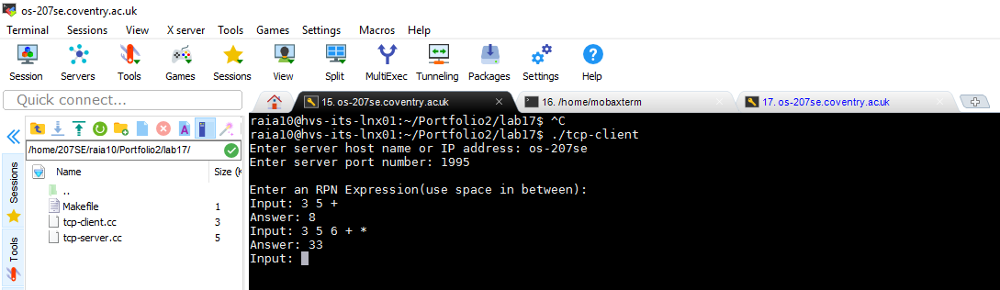 os-207se.coventry.ac.uk
Terminal Sessions View X server Tools Games Settings Macros Help
Session Servers Tools Games Sessions View Split MultiExec Tunneling Packages Settings Help
Quick connect...
15. os-207se.coventry.ac.uk 16. /home/mobaxterm 17. os-207se.coventry.ac.uk
/home/207SE/raia10/Portfolio2/lab17/
Name Size (K
..
Makefile 1
tcp-client.cc 3
tcp-server.cc 5
Sessions
Tools
raia10@hvs-its-lnx01:~/Portfolio2/lab17$ ^C
raia10@hvs-its-lnx01:~/Portfolio2/lab17$ ./tcp-client
Enter server host name or IP address: os-207se
Enter server port number: 1995
Enter an RPN Expression(use space in between):
Input: 3 5 +
Answer: 8
Input: 3 5 6 + *
Answer: 33
Input: